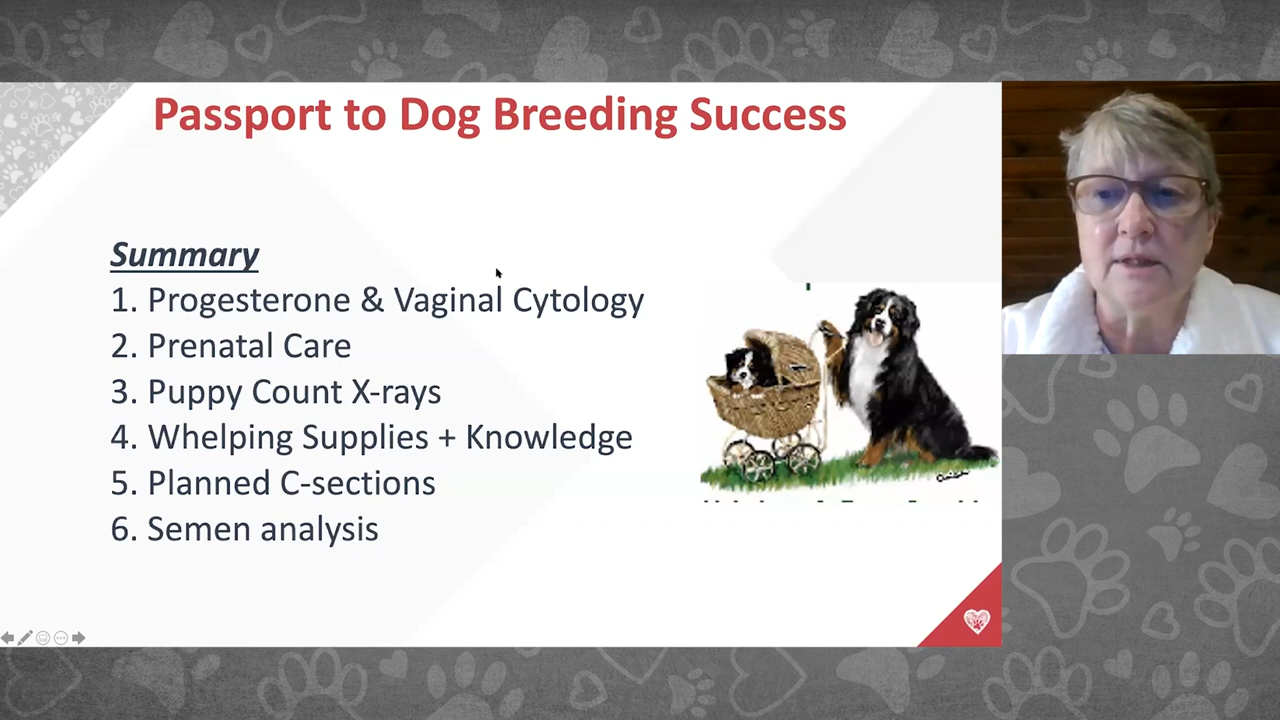 Passport to Dog Breeding Success
Summary
1. Progesterone & Vaginal Cytology
2. Prenatal Care
3. Puppy Count X-rays
4. Whelping Supplies + Knowledge
5. Planned C-sections
6. Semen analysis